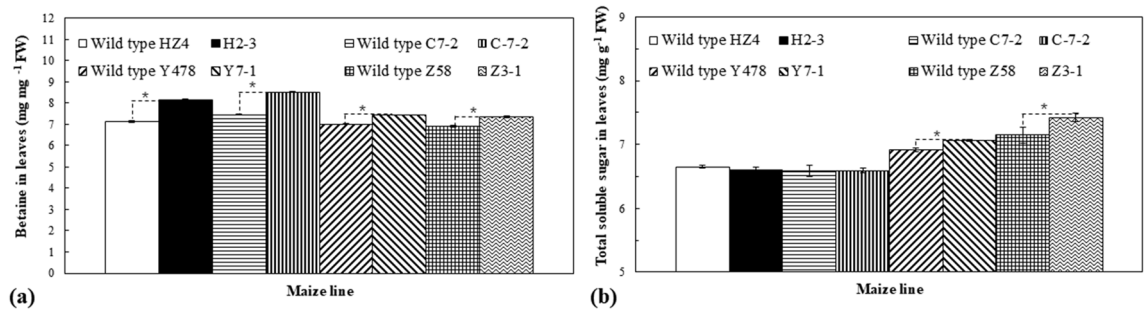 12
11
10
9
8
7
6
5
4
3
2
1
0
Betaine in leaves (mg mg -1 FW)
Wild type HZ4 H2-3 Wild type C7-2 C-7-2
Wild type Y478 Y7-1 Wild type Z58 Z3-1
*
*
*
*
Maize line
(a)
9
8
7
6
5
Total soluble sugar in leaves (mg g-1 FW)
Wild type HZ4 H2-3 Wild type C7-2 C-7-2
Wild type Y478 Y7-1 Wild type Z58 Z3-1
*
*
Maize line
(b)